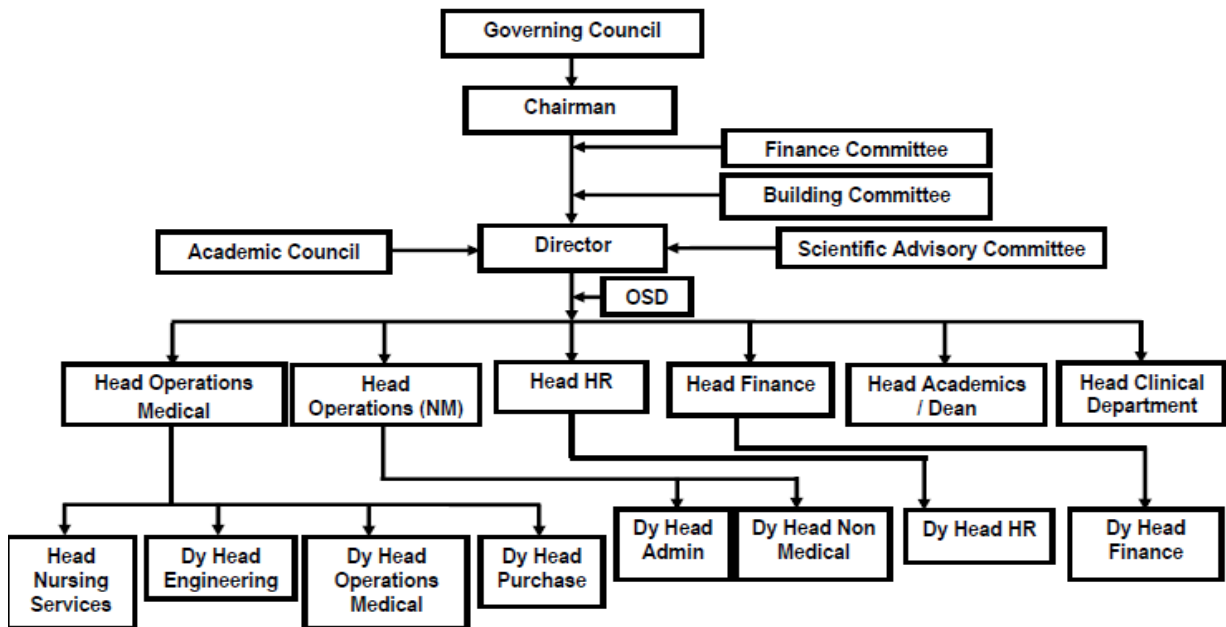 Governing Council
Chairman
Finance Committee
Building Committee
Academic Council
Director
Scientific Advisory Committee
OSD
Head Operations
Medical
Head
Operations (NM)
Head HR
Head Finance
Head Academics
/ Dean
Head Clinical
Department
Head
Nursing
Services
Dy Head
Engineering
Dy Head
Operations
Medical
Dy Head
Purchase
Dy Head
Admin
Dy Head Non
Medical
Dy Head HR
Dy Head
Finance